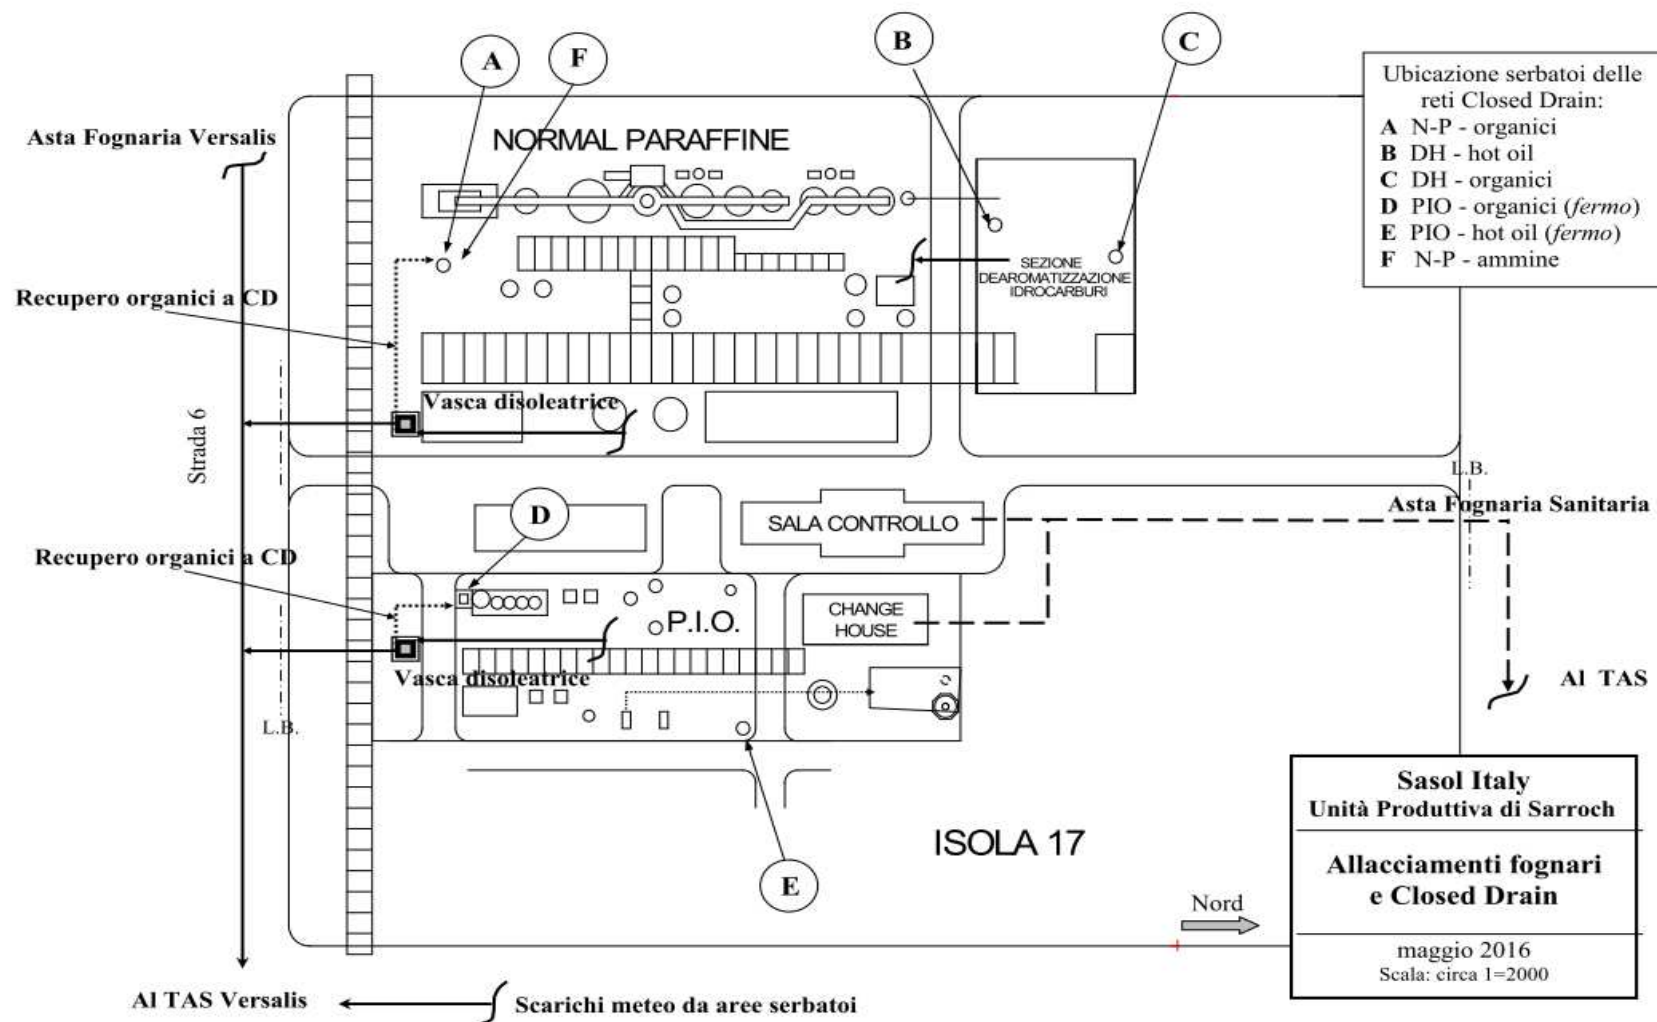 A
F
B
C
Ubicazione serbatoi delle
reti Closed Drain:
A N-P - organici
B DH - hot oil
C DH - organici
D PIO - organici (fermo)
E PIO - hot oil (fermo)
F N-P - ammine
Asta Fognaria Versalis
NORMAL PARAFFINE
SEZIONE
DEAROMATIZZAZIONE
IDROCARBURI
Recupero organici a CD
Vasca disoleatrice
Strada 6
L.B.
Asta Fognaria Sanitaria
D
SALA CONTROLLO
Recupero organici a CD
P.I.O.
CHANGE
HOUSE
Vasca disoleatrice
Al TAS
L.B.
E
ISOLA 17
Nord
Sasol Italy
Unità Produttiva di Sarroch
Allacciamenti fognari
e Closed Drain
maggio 2016
Scala: circa 1=2000
Al TAS Versalis
Scarichi meteo da aree serbatoi